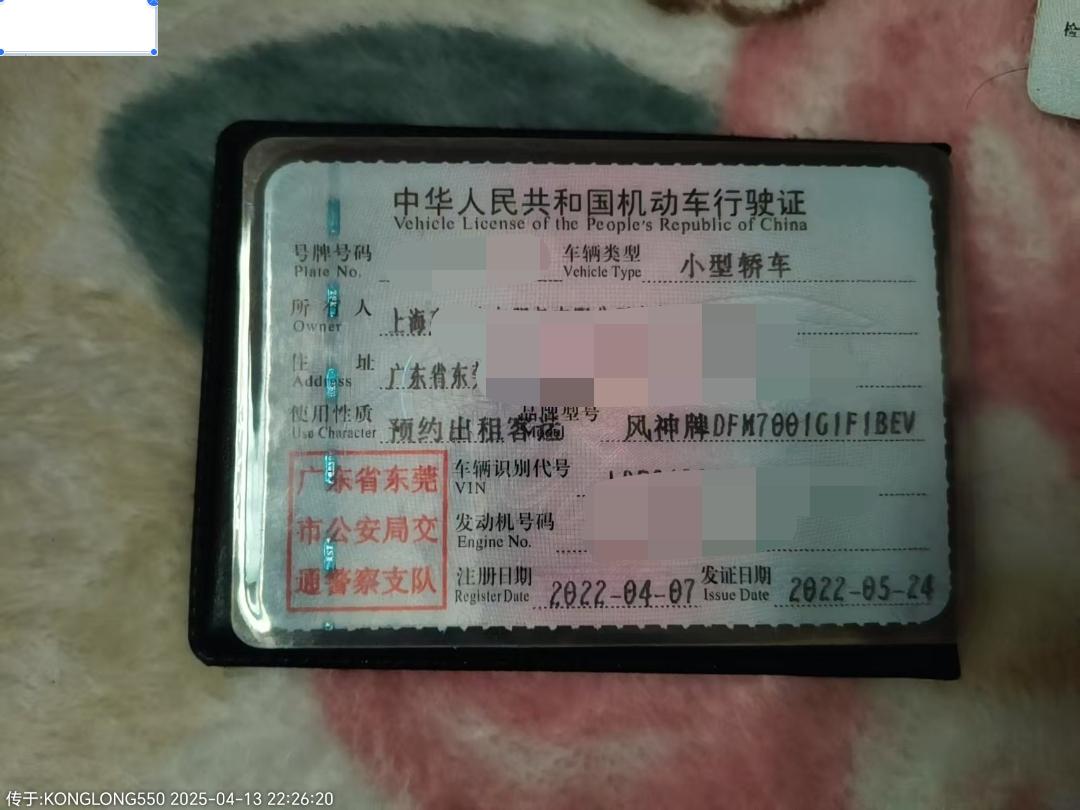 检
中华人民共和国机动车行驶证
Vehicle License of the People's Republic of China
号牌号码
Plate No.
车辆类型
Vehicle Type
小型轿车
所有人
Owner
上海
住址
Address
广东省东莞
使用性质
Use Character
预约出租客运
品牌型号
Model
风神牌DFM7001G1F1BEV
广东省东莞
市公安局交
通警察支队
车辆识别代号
VIN
发动机号码
Engine No.
注册日期
Register Date
2022-04-07
发证日期
Issue Date
2022-05-24
传于:KONGLONG550 2025-04-13 22:26:20